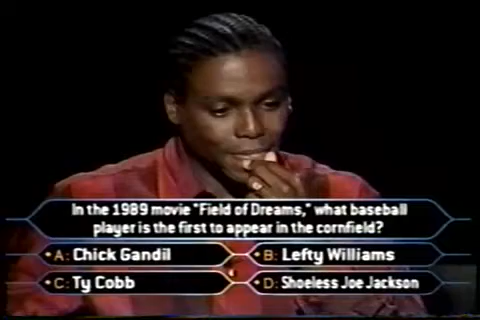 In the 1989 movie "Field of Dreams," what baseball
player is the first to appear in the cornfield?
A: Chick Gandil
B: Lefty Williams
C: Ty Cobb
D: Shoeless Joe Jackson